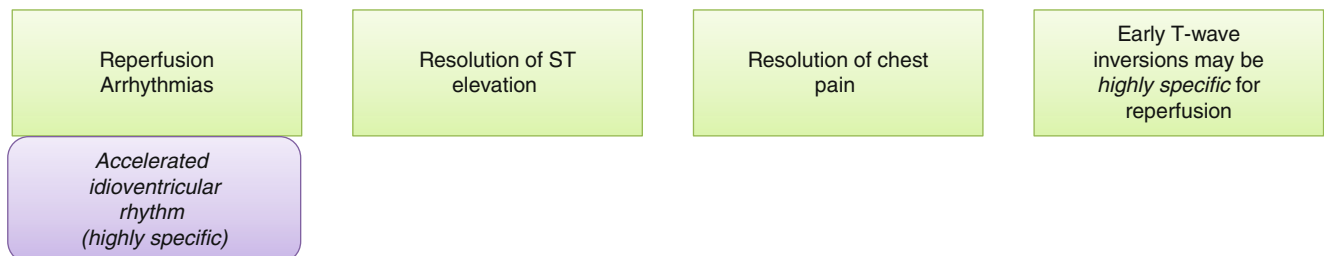 Reperfusion
Arrhythmias
Accelerated
idioventricular
rhythm
(highly specific)
Resolution of ST
elevation
Resolution of chest
pain
Early T-wave
inversions may be
highly specific for
reperfusion